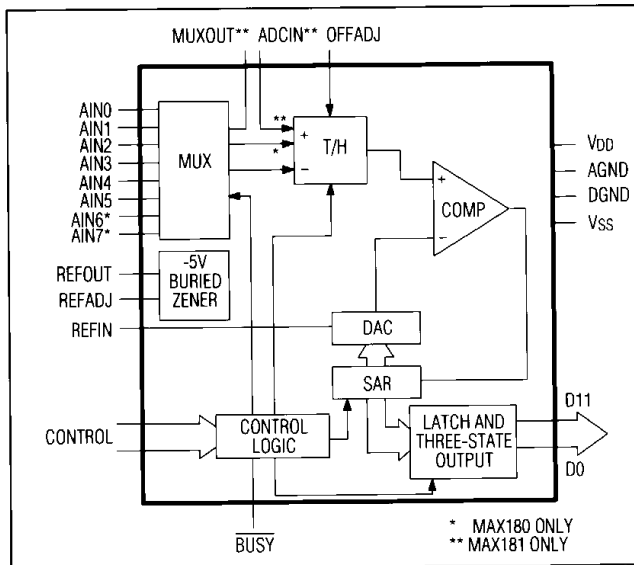 MUXOUT** ADCIN** OFFADJ
AIN0
AIN1
AIN2
AIN3
AIN4
AIN5
AIN6*
AIN7*
MUX
**
*
+
−
T/H
+
−
COMP
VDD
AGND
DGND
VSS
REFOUT
REFADJ
REFIN
-5V
BURIED
ZENER
DAC
SAR
CONTROL
CONTROL
LOGIC
LATCH AND
THREE-STATE
OUTPUT
D11
D0
BUSY
* MAX180 ONLY
** MAX181 ONLY